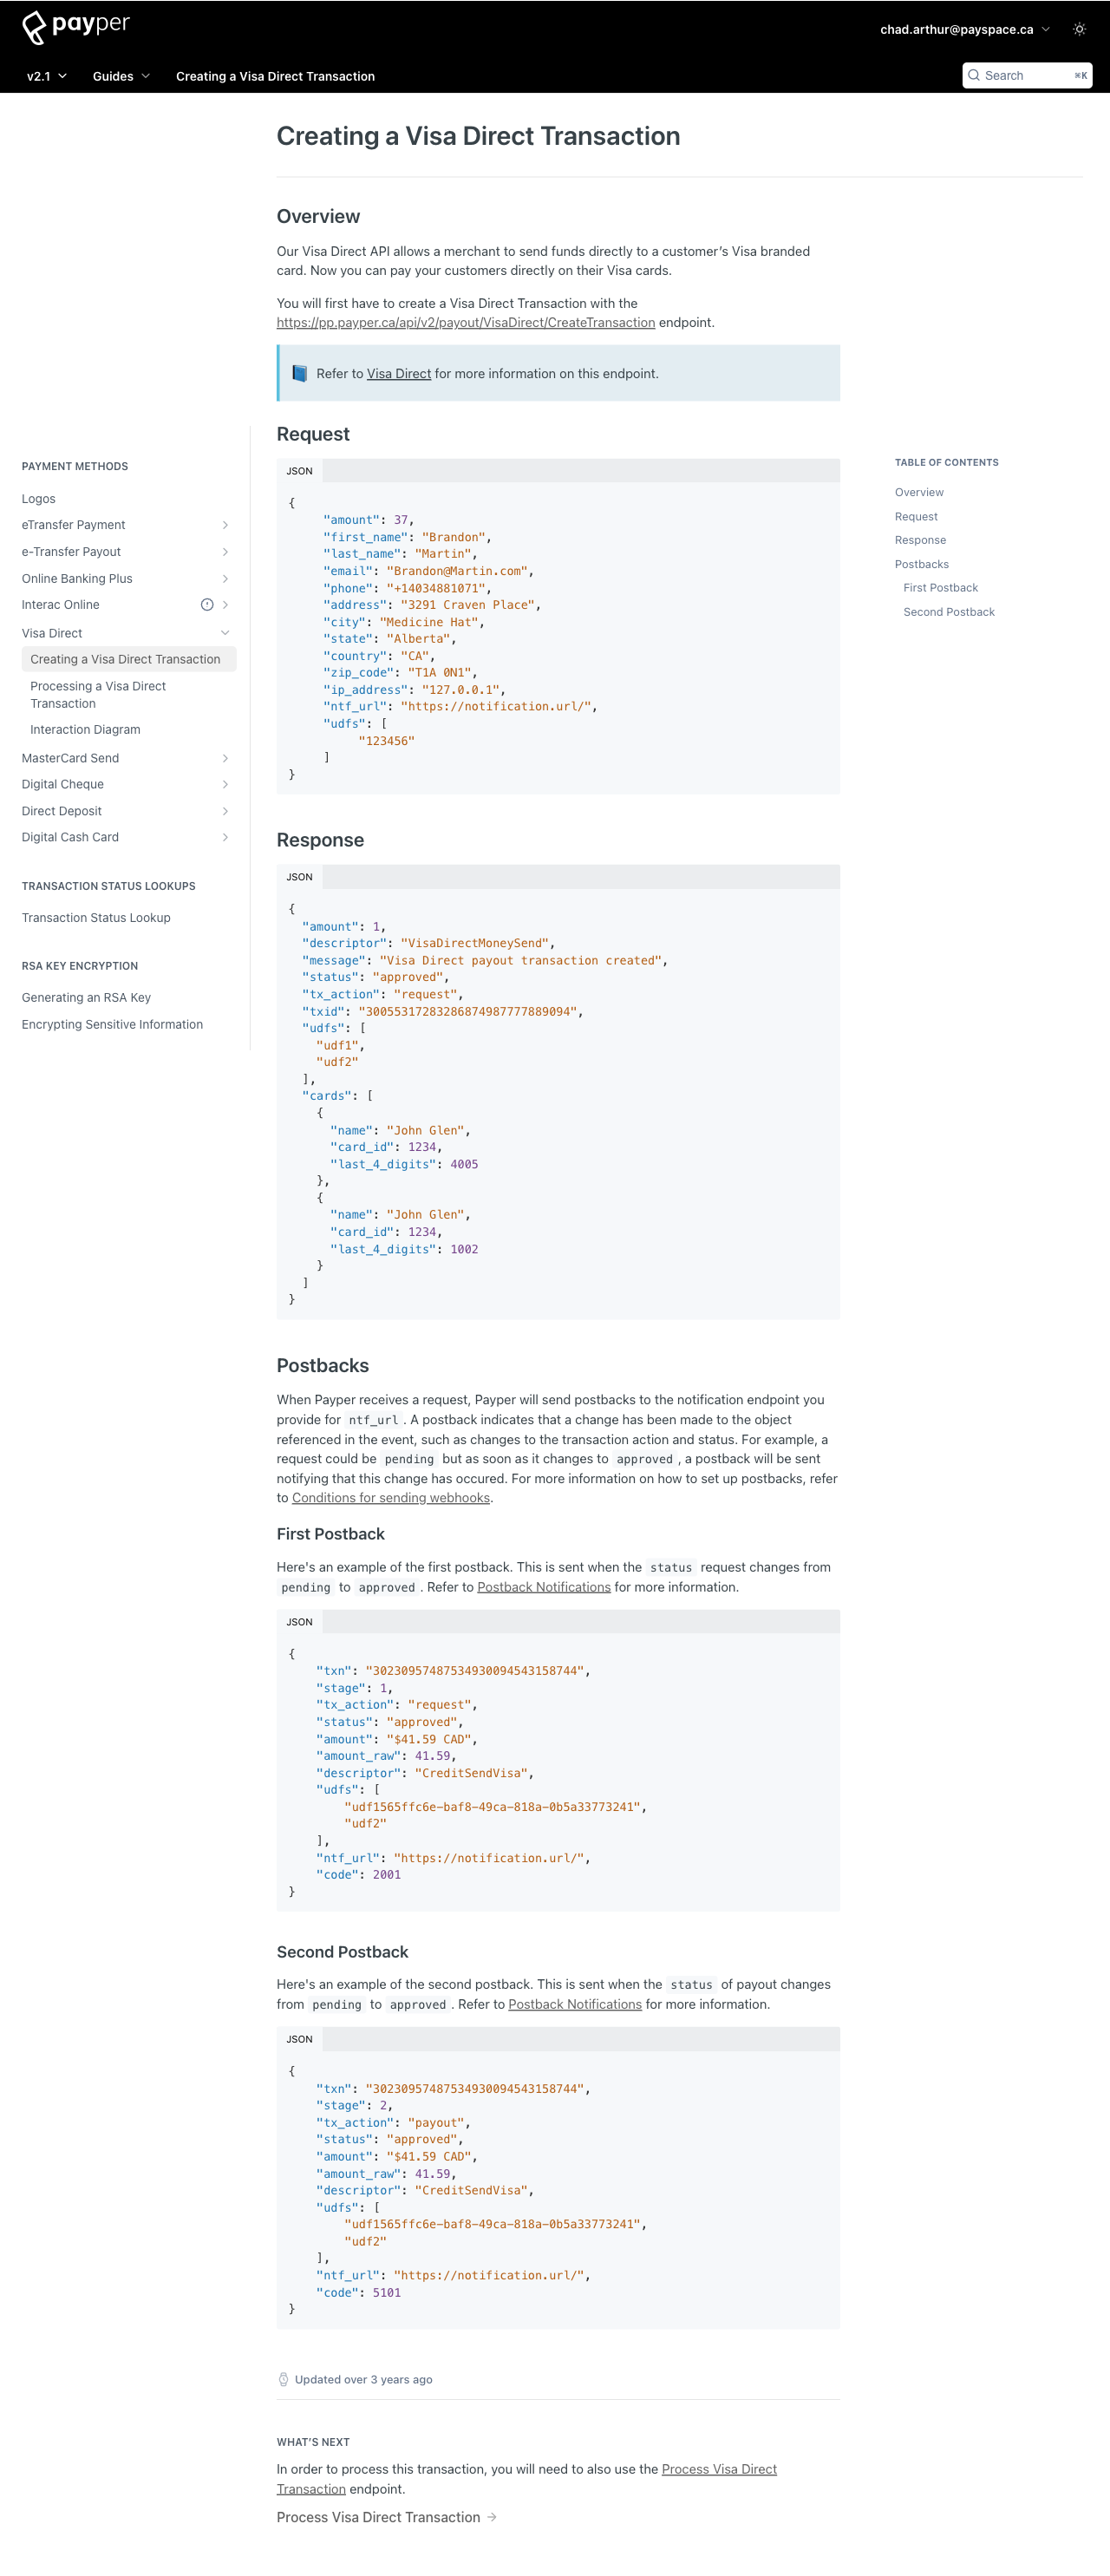 payper
chad.arthur@payspace.ca
v2.1
Guides
Creating a Visa Direct Transaction
Search
⌘K
PAYMENT METHODS
Logos
eTransfer Payment
e-Transfer Payout
Online Banking Plus
Interac Online
Visa Direct
Creating a Visa Direct Transaction
Processing a Visa Direct
Transaction
Interaction Diagram
MasterCard Send
Digital Cheque
Direct Deposit
Digital Cash Card
TRANSACTION STATUS LOOKUPS
Transaction Status Lookup
RSA KEY ENCRYPTION
Generating an RSA Key
Encrypting Sensitive Information
Creating a Visa Direct Transaction
Overview
Our Visa Direct API allows a merchant to send funds directly to a customer’s Visa branded
card. Now you can pay your customers directly on their Visa cards.
You will first have to create a Visa Direct Transaction with the
https://pp.payper.ca/api/v2/payout/VisaDirect/CreateTransaction endpoint.
Refer to Visa Direct for more information on this endpoint.
Request
JSON
{
"amount": 37,
"first_name": "Brandon",
"last_name": "Martin",
"email": "Brandon@Martin.com",
"phone": "+14034881071",
"address": "3291 Craven Place",
"city": "Medicine Hat",
"state": "Alberta",
"country": "CA",
"zip_code": "T1A 0N1",
"ip_address": "127.0.0.1",
"ntf_url": "https://notification.url/",
"udfs": [
"123456"
]
}
Response
JSON
{
"amount": 1,
"descriptor": "VisaDirectMoneySend",
"message": "Visa Direct payout transaction created",
"status": "approved",
"tx_action": "request",
"txid": "30055317283286874987777889094",
"udfs": [
"udf1",
"udf2"
],
"cards": [
{
"name": "John Glen",
"card_id": 1234,
"last_4_digits": 4005
},
{
"name": "John Glen",
"card_id": 1234,
"last_4_digits": 1002
}
]
}
Postbacks
When Payper receives a request, Payper will send postbacks to the notification endpoint you
provide for ntf_url. A postback indicates that a change has been made to the object
referenced in the event, such as changes to the transaction action and status. For example, a
request could be pending but as soon as it changes to approved, a postback will be sent
notifying that this change has occured. For more information on how to set up postbacks, refer
to Conditions for sending webhooks.
First Postback
Here's an example of the first postback. This is sent when the status request changes from
pending to approved. Refer to Postback Notifications for more information.
JSON
{
"txn": "30230957487534930094543158744",
"stage": 1,
"tx_action": "request",
"status": "approved",
"amount": "$41.59 CAD",
"amount_raw": 41.59,
"descriptor": "CreditSendVisa",
"udfs": [
"udf1565ffc6e-baf8-49ca-818a-0b5a33773241",
"udf2"
],
"ntf_url": "https://notification.url/",
"code": 2001
}
Second Postback
Here's an example of the second postback. This is sent when the status of payout changes
from pending to approved. Refer to Postback Notifications for more information.
JSON
{
"txn": "30230957487534930094543158744",
"stage": 2,
"tx_action": "payout",
"status": "approved",
"amount": "$41.59 CAD",
"amount_raw": 41.59,
"descriptor": "CreditSendVisa",
"udfs": [
"udf1565ffc6e-baf8-49ca-818a-0b5a33773241",
"udf2"
],
"ntf_url": "https://notification.url/",
"code": 5101
}
Updated over 3 years ago
WHAT’S NEXT
In order to process this transaction, you will need to also use the Process Visa Direct
Transaction endpoint.
Process Visa Direct Transaction →
TABLE OF CONTENTS
Overview
Request
Response
Postbacks
First Postback
Second Postback